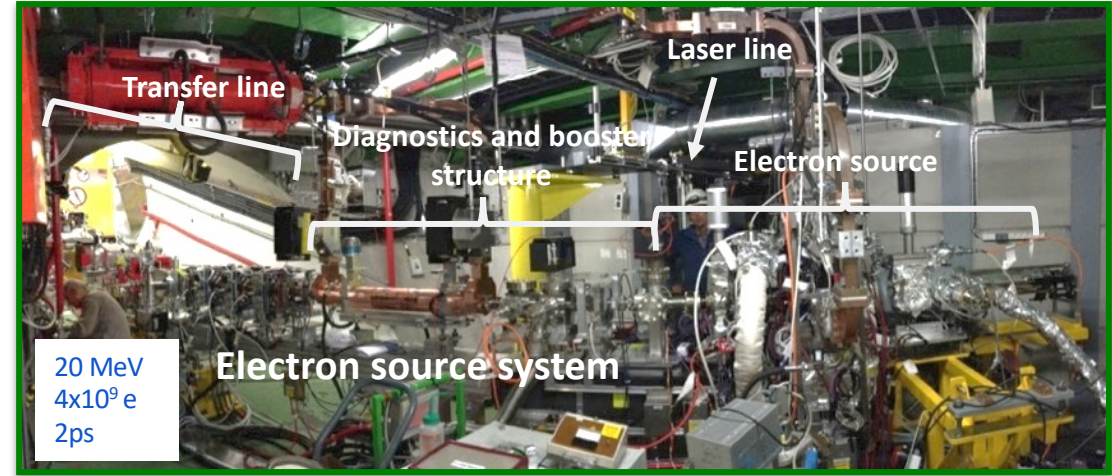 Laser line
Transfer line
Diagnostics and booster
structure
Electron source
Electron source system
20 MeV
4x10⁹ e
2ps